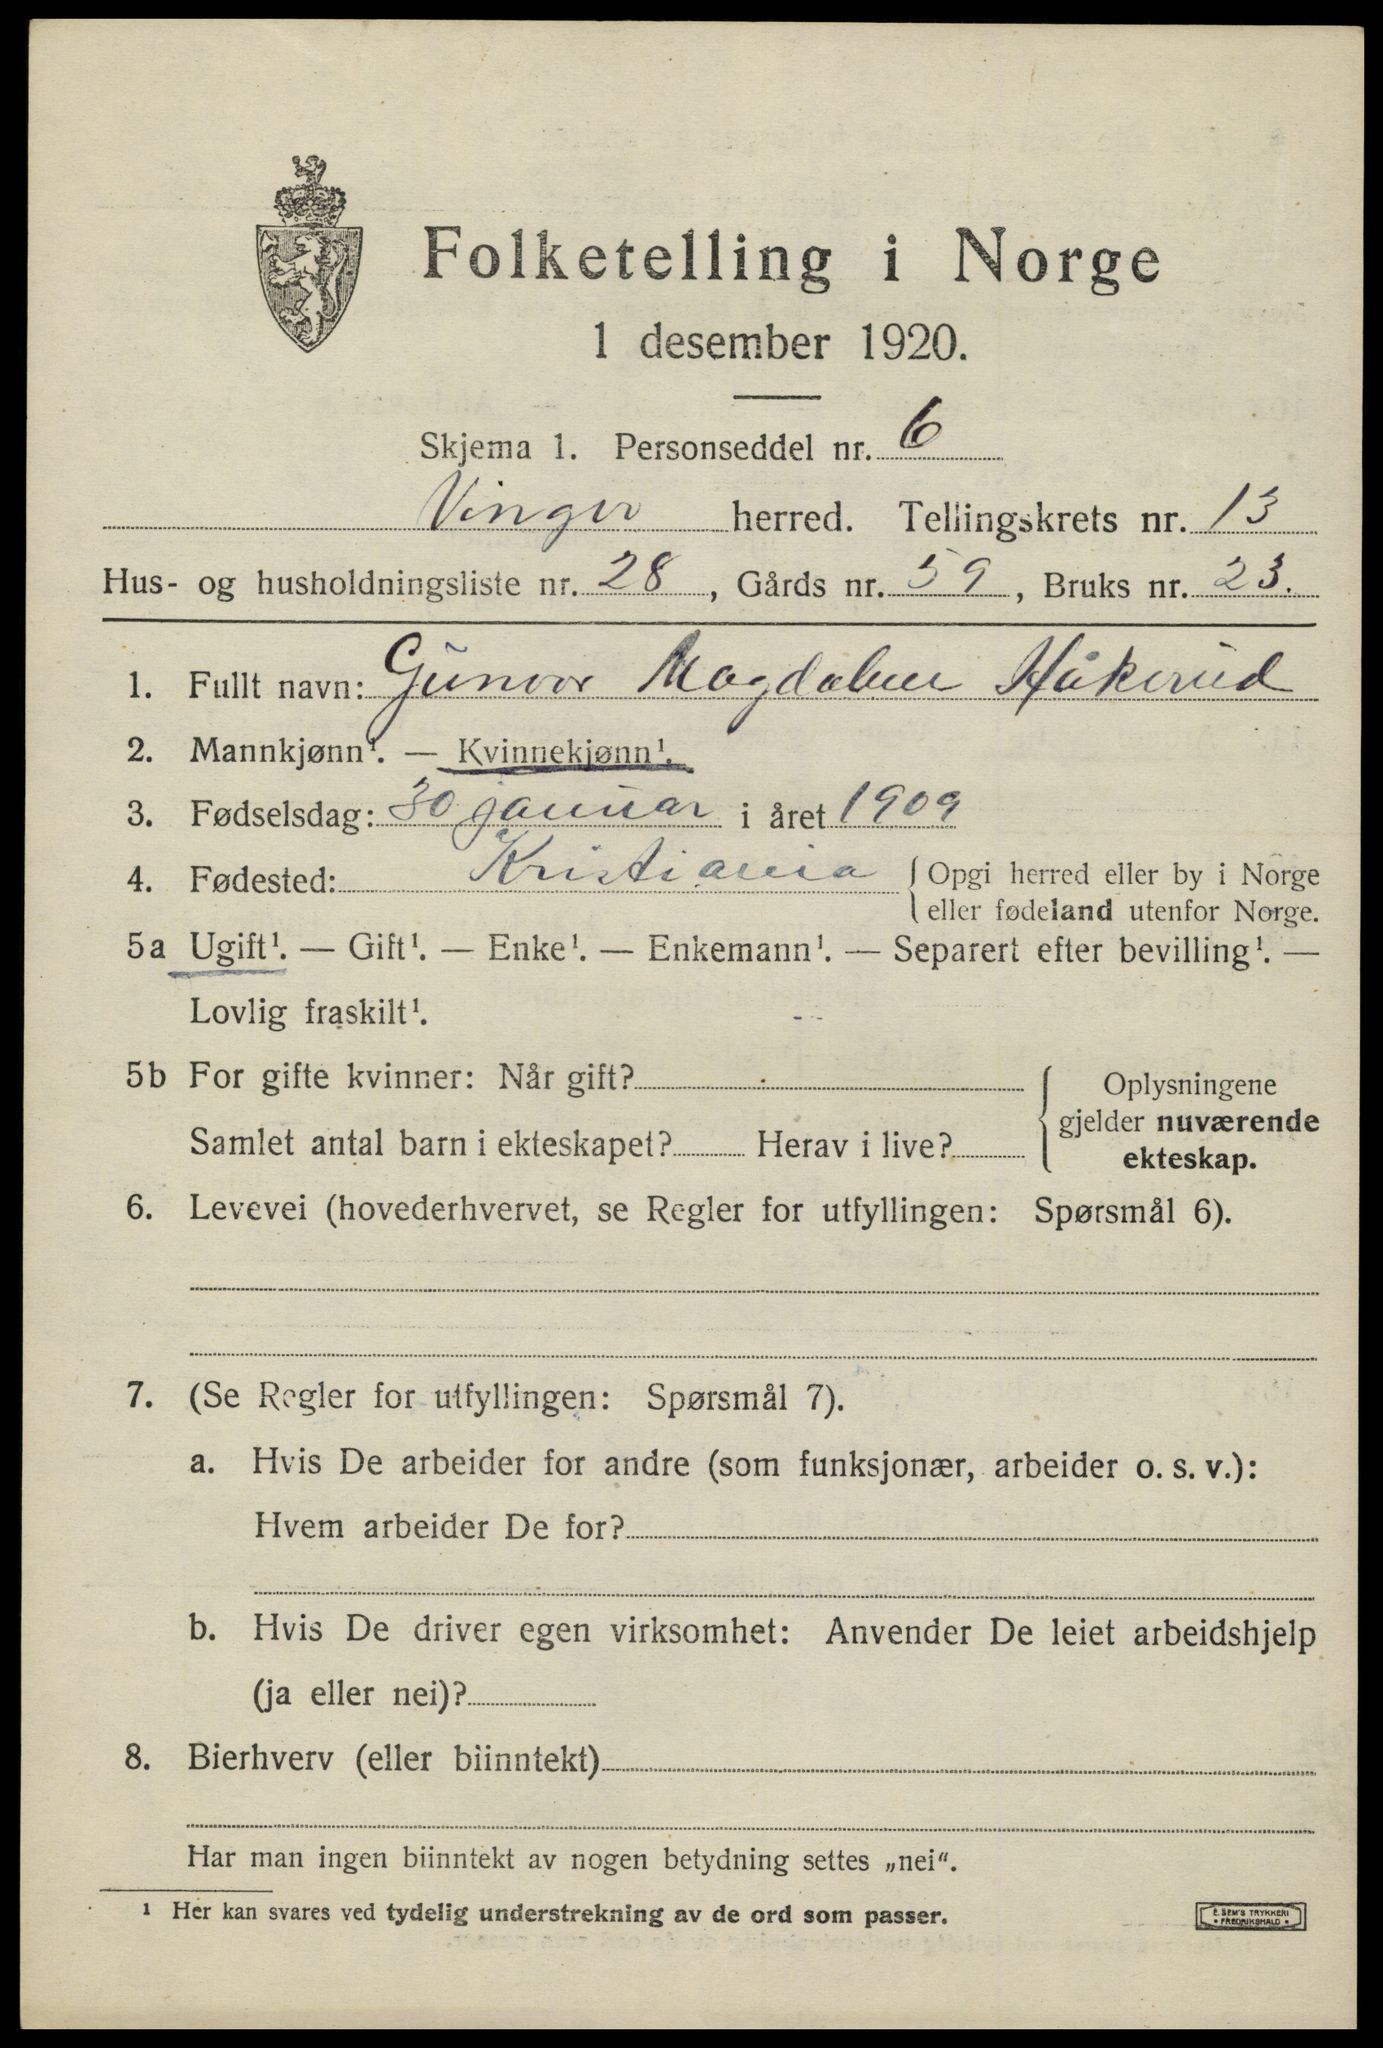 Folketelling i Norge
1 desember 1920.
Skjema 1. Personseddel nr. 6
Vinger herred. Tellingskrets nr. 13
Hus- og husholdningsliste nr. 28, Gårds nr. 59, Bruks nr. 23.
1. Fullt navn: Gunvor Magdalene Håkerud
2. Mannkjønn¹. — Kvinnekjønn¹.
3. Fødselsdag: 30 januar i året 1909
4. Fødested: Kristiania { Opgi herred eller by i Norge
eller fødeland utenfor Norge.
5a Ugift¹. — Gift¹. — Enke¹. — Enkemann¹. — Separert efter bevilling¹. —
Lovlig fraskilt¹.
5b For gifte kvinner: Når gift?
Samlet antal barn i ekteskapet? Herav i live?
{ Oplysningene
gjelder nuværende
ekteskap.
6. Levevei (hovederhvervet, se Regler for utfyllingen: Spørsmål 6).
7. (Se Regler for utfyllingen: Spørsmål 7).
a. Hvis De arbeider for andre (som funksjonær, arbeider o. s. v.):
Hvem arbeider De for?
b. Hvis De driver egen virksomhet: Anvender De leiet arbeidshjelp
(ja eller nei)?
8. Bierhverv (eller biinntekt)
Har man ingen biinntekt av nogen betydning settes „nei“.
¹ Her kan svares ved tydelig understrekning av de ord som passer.
E. SEM'S TRYKKERI
• FREDRIKSHALD •